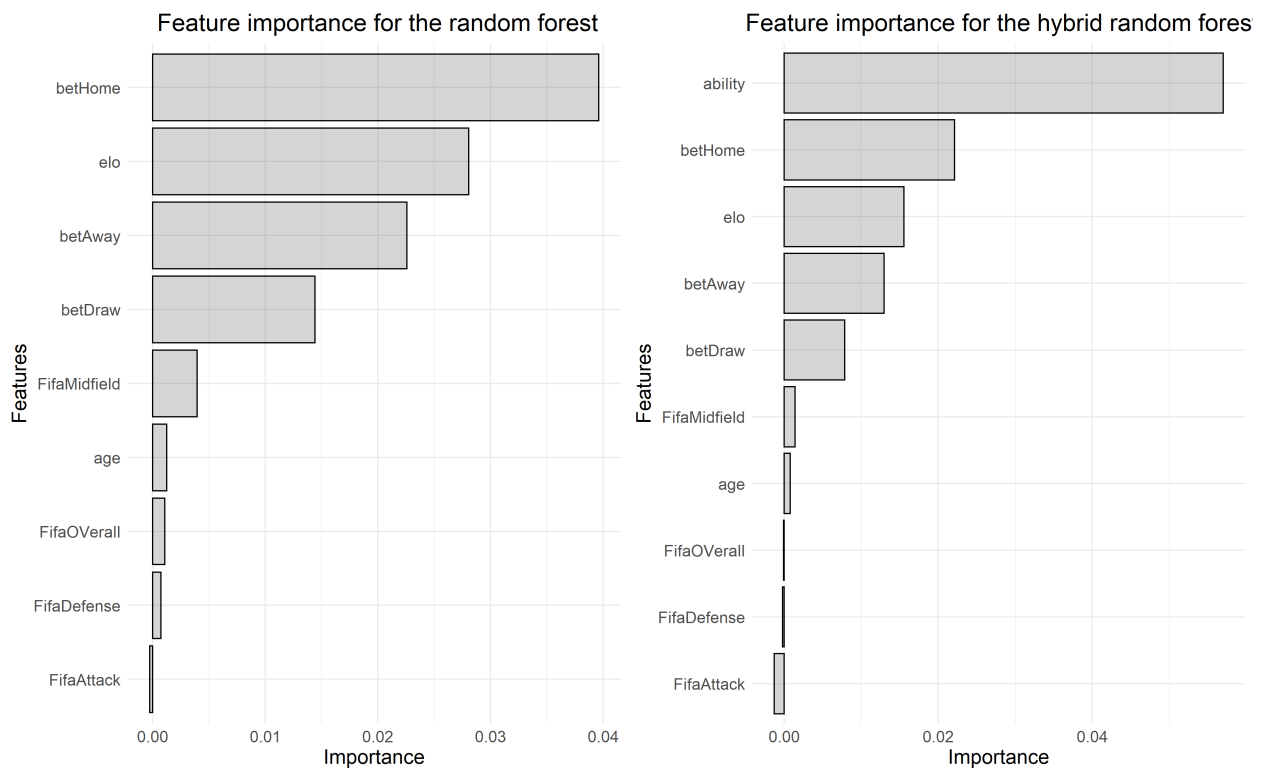 Feature importance for the random forest
Features
betHome
elo
betAway
betDraw
FifaMidfield
age
FifaOVerall
FifaDefense
FifaAttack
0.00 0.01 0.02 0.03 0.04
Importance
Feature importance for the hybrid random fores
Features
ability
betHome
elo
betAway
betDraw
FifaMidfield
age
FifaOVerall
FifaDefense
FifaAttack
0.00 0.02 0.04
Importance